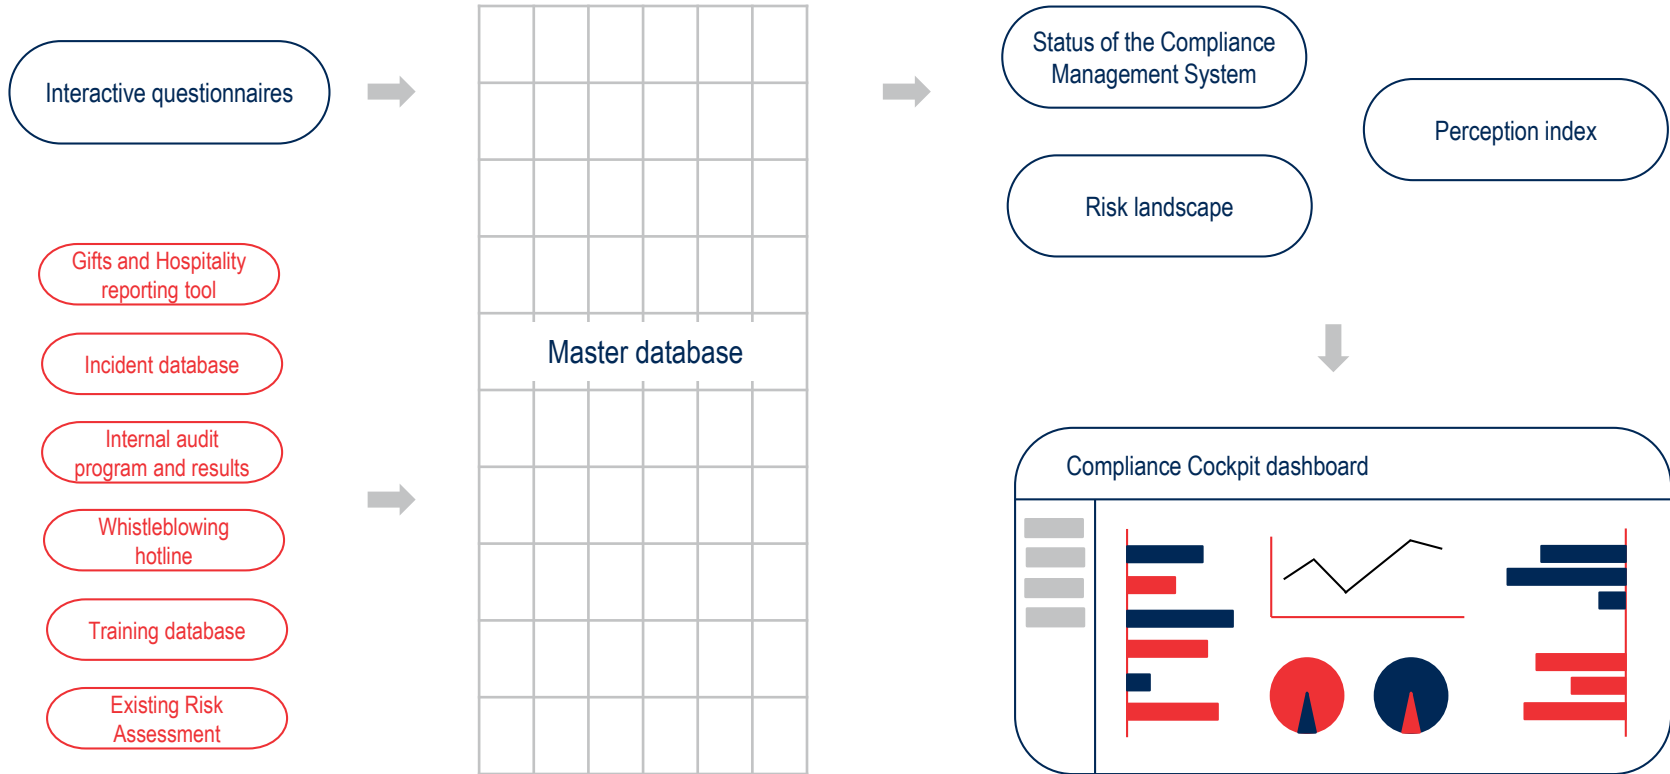 Interactive questionnaires
Gifts and Hospitality
reporting tool
Incident database
Internal audit
program and results
Whistleblowing
hotline
Training database
Existing Risk
Assessment
Master database
Status of the Compliance
Management System
Perception index
Risk landscape
Compliance Cockpit dashboard